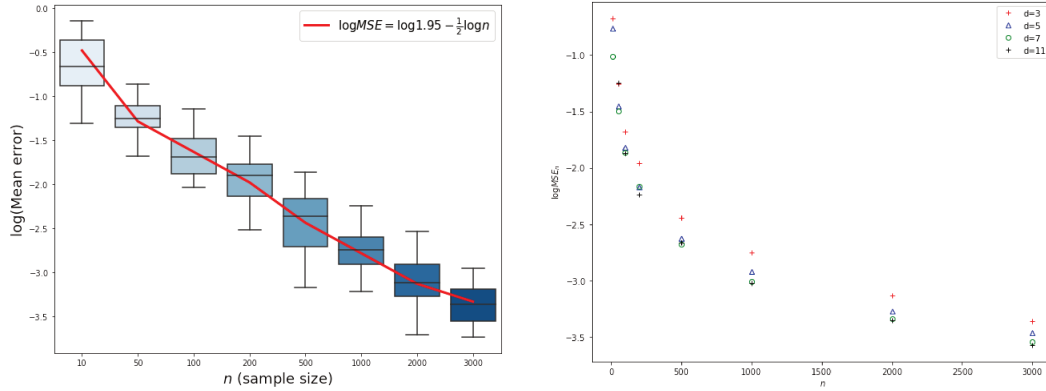 0.0
−0.5
−1.0
−1.5
−2.0
−2.5
−3.0
−3.5
log(Mean error)
logMSE = log1.95 − ½logn
10 50 100 200 500 1000 2000 3000
n (sample size)
−1.0
−1.5
−2.0
−2.5
−3.0
−3.5
logMSEₙ
d=3
d=5
d=7
d=11
0 500 1000 1500 2000 2500 3000
n